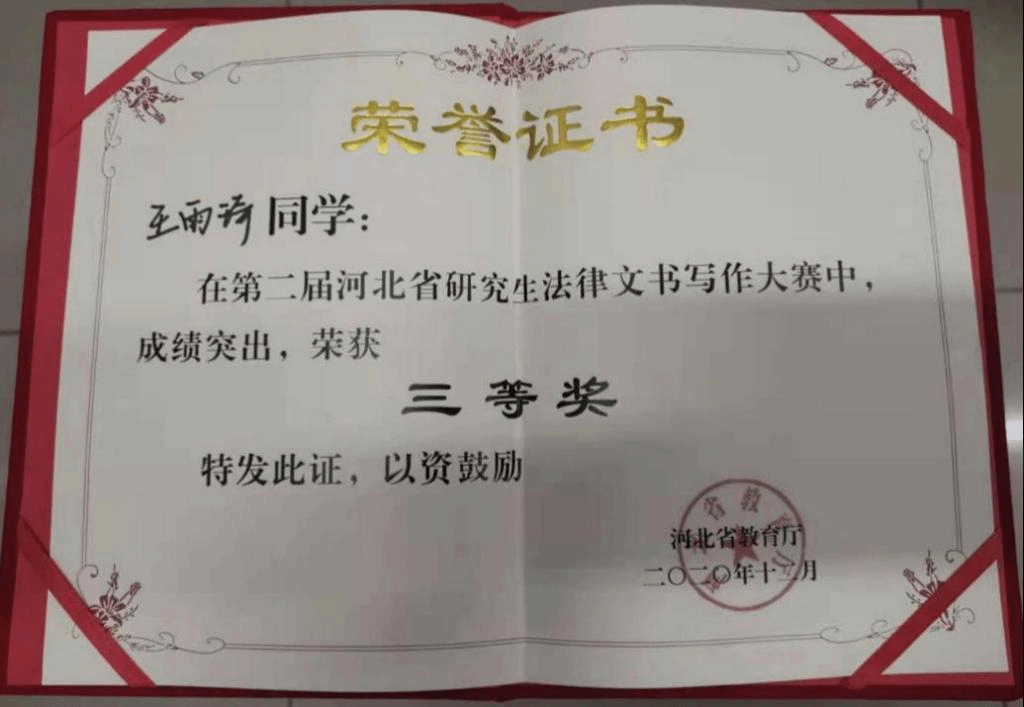 荣誉证书
王雨琦同学：
在第二届河北省研究生法律文书写作大赛中，
成绩突出，荣获
三等奖
特发此证，以资鼓励
河北省教育厅
二〇二〇年十二月